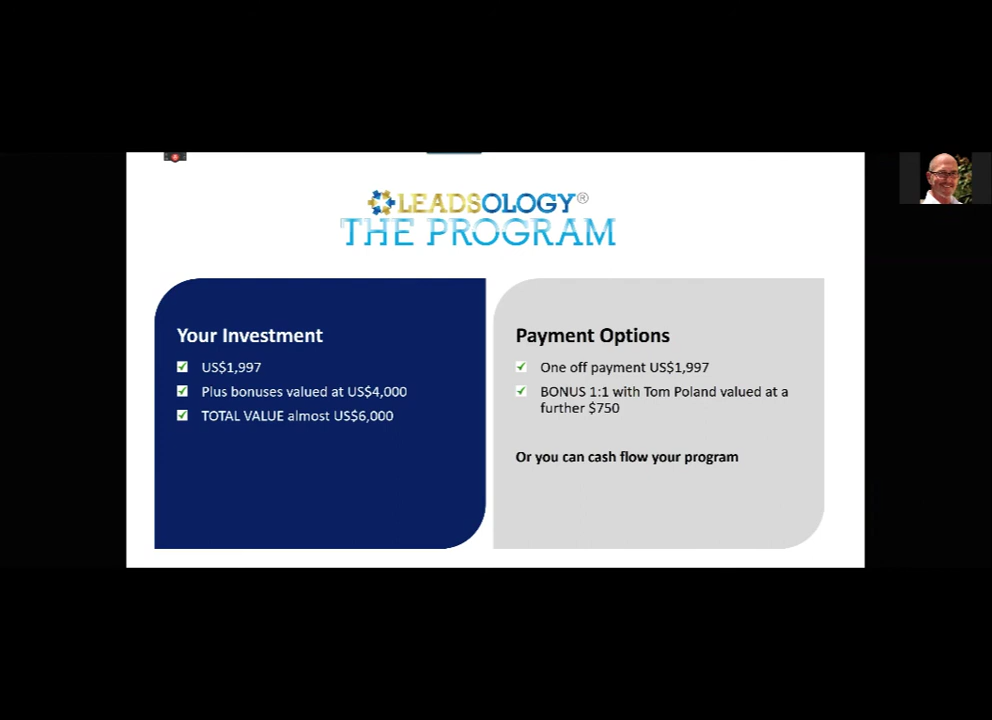 LEADSOLOGY®
THE PROGRAM
Your Investment
US$1,997
Plus bonuses valued at US$4,000
TOTAL VALUE almost US$6,000
Payment Options
One off payment US$1,997
BONUS 1:1 with Tom Poland valued at a
further $750
Or you can cash flow your program